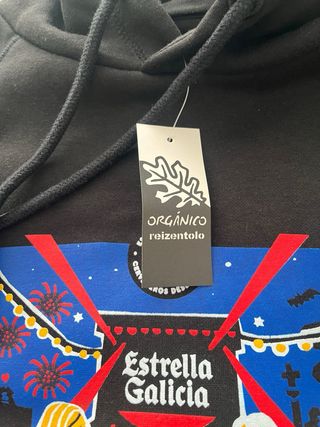 ORGÁNICO
reizentolo
Estrella
Galicia